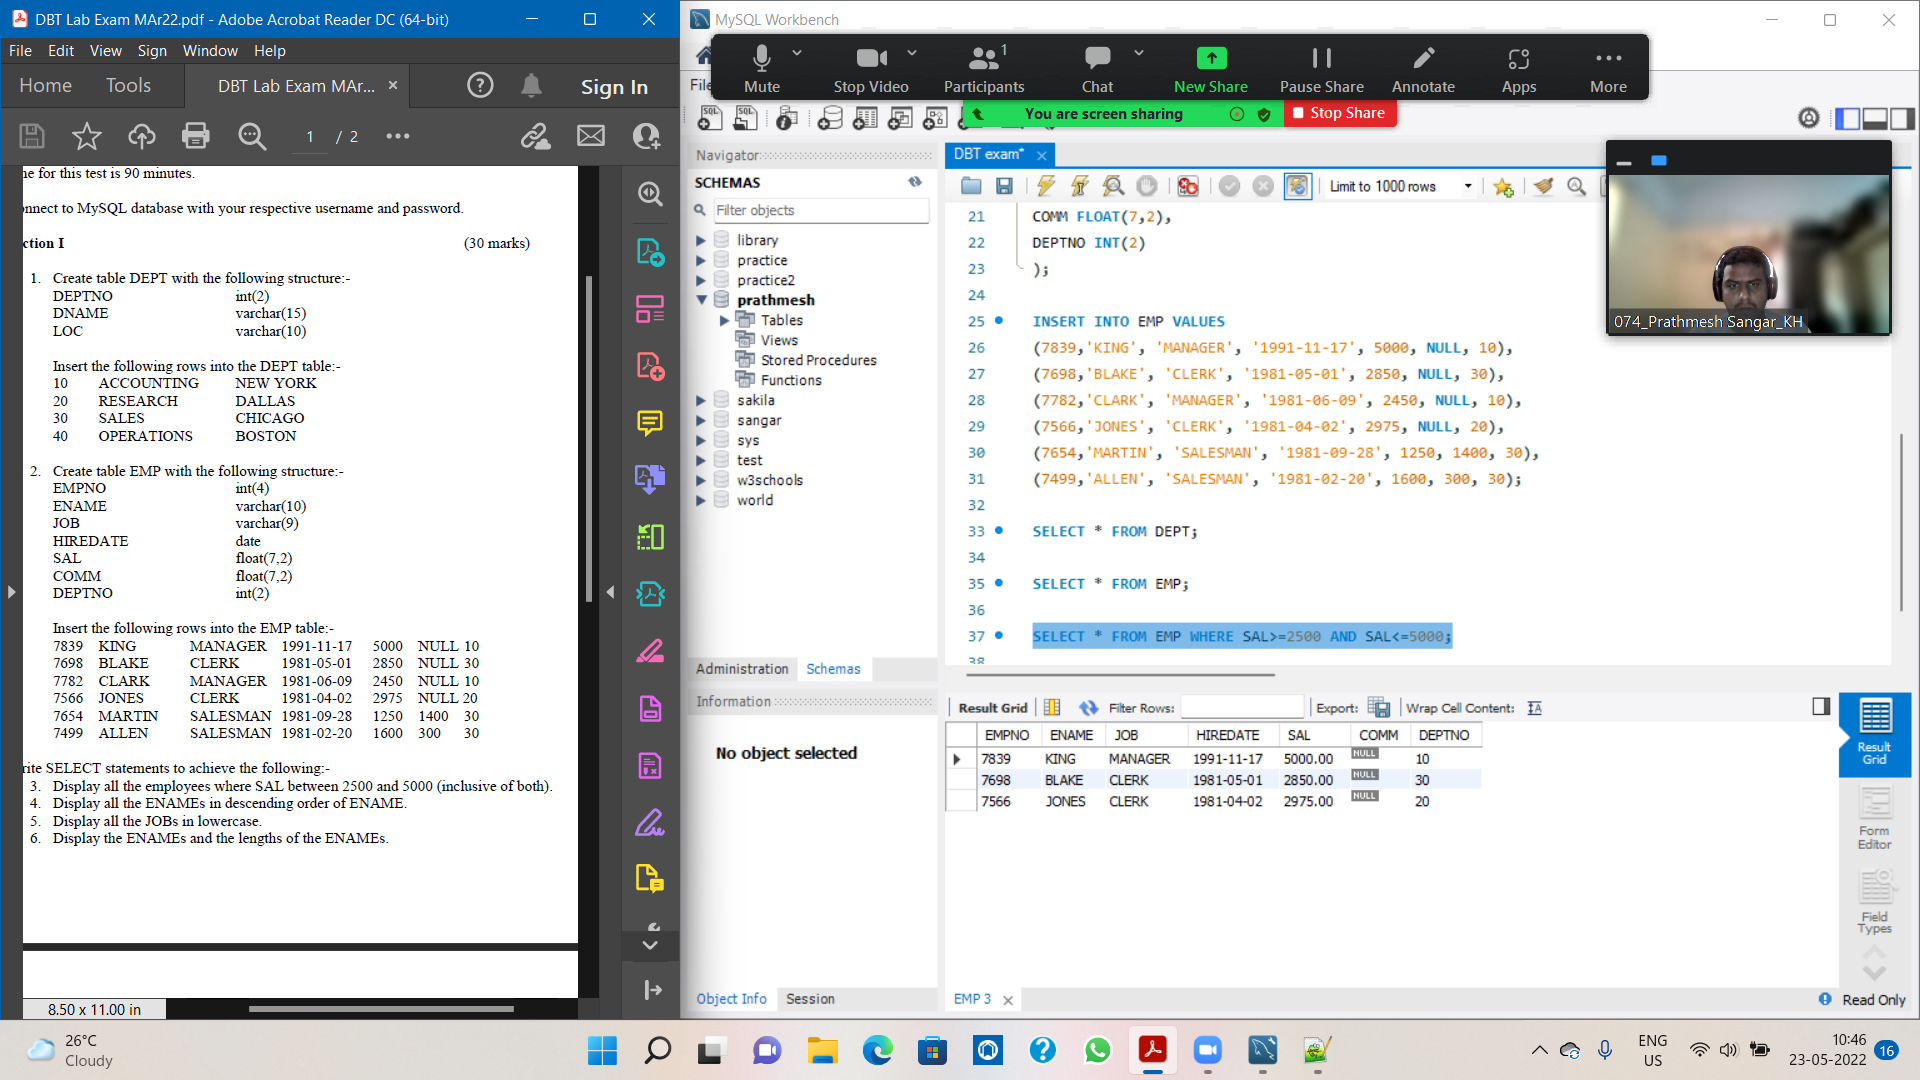 DBT Lab Exam MAr22.pdf - Adobe Acrobat Reader DC (64-bit)
File Edit View Sign Window Help
Home Tools DBT Lab Exam MAr... × Sign In
1 / 2
ne for this test is 90 minutes.
onnect to MySQL database with your respective username and password.
ction I (30 marks)
1. Create table DEPT with the following structure:-
DEPTNO int(2)
DNAME varchar(15)
LOC varchar(10)
Insert the following rows into the DEPT table:-
10 ACCOUNTING NEW YORK
20 RESEARCH DALLAS
30 SALES CHICAGO
40 OPERATIONS BOSTON
2. Create table EMP with the following structure:-
EMPNO int(4)
ENAME varchar(10)
JOB varchar(9)
HIREDATE date
SAL float(7,2)
COMM float(7,2)
DEPTNO int(2)
Insert the following rows into the EMP table:-
7839 KING MANAGER 1991-11-17 5000 NULL 10
7698 BLAKE CLERK 1981-05-01 2850 NULL 30
7782 CLARK MANAGER 1981-06-09 2450 NULL 10
7566 JONES CLERK 1981-04-02 2975 NULL 20
7654 MARTIN SALESMAN 1981-09-28 1250 1400 30
7499 ALLEN SALESMAN 1981-02-20 1600 300 30
rite SELECT statements to achieve the following:-
3. Display all the employees where SAL between 2500 and 5000 (inclusive of both).
4. Display all the ENAMEs in descending order of ENAME.
5. Display all the JOBs in lowercase.
6. Display the ENAMEs and the lengths of the ENAMEs.
8.50 x 11.00 in
MySQL Workbench
File
Mute Stop Video Participants 1 Chat New Share Pause Share Annotate Apps More
You are screen sharing Stop Share
Navigator
SCHEMAS
Filter objects
library
practice
practice2
prathmesh
Tables
Views
Stored Procedures
Functions
sakila
sangar
sys
test
w3schools
world
Administration Schemas
Information
No object selected
Object Info Session
DBT exam*
Limit to 1000 rows
21 COMM FLOAT(7,2),
22 DEPTNO INT(2)
23 );
24
25 INSERT INTO EMP VALUES
26 (7839,'KING', 'MANAGER', '1991-11-17', 5000, NULL, 10),
27 (7698,'BLAKE', 'CLERK', '1981-05-01', 2850, NULL, 30),
28 (7782,'CLARK', 'MANAGER', '1981-06-09', 2450, NULL, 10),
29 (7566,'JONES', 'CLERK', '1981-04-02', 2975, NULL, 20),
30 (7654,'MARTIN', 'SALESMAN', '1981-09-28', 1250, 1400, 30),
31 (7499,'ALLEN', 'SALESMAN', '1981-02-20', 1600, 300, 30);
32
33 SELECT * FROM DEPT;
34
35 SELECT * FROM EMP;
36
37 SELECT * FROM EMP WHERE SAL>=2500 AND SAL<=5000;
38
074_Prathmesh Sangar_KH
Result Grid Filter Rows: Export: Wrap Cell Content:
EMPNO ENAME JOB HIREDATE SAL COMM DEPTNO
7839 KING MANAGER 1991-11-17 5000.00 NULL 10
7698 BLAKE CLERK 1981-05-01 2850.00 NULL 30
7566 JONES CLERK 1981-04-02 2975.00 NULL 20
Result
Grid
Form
Editor
Field
Types
EMP 3 Read Only
26°C
Cloudy
ENG
US
10:46
23-05-2022
16